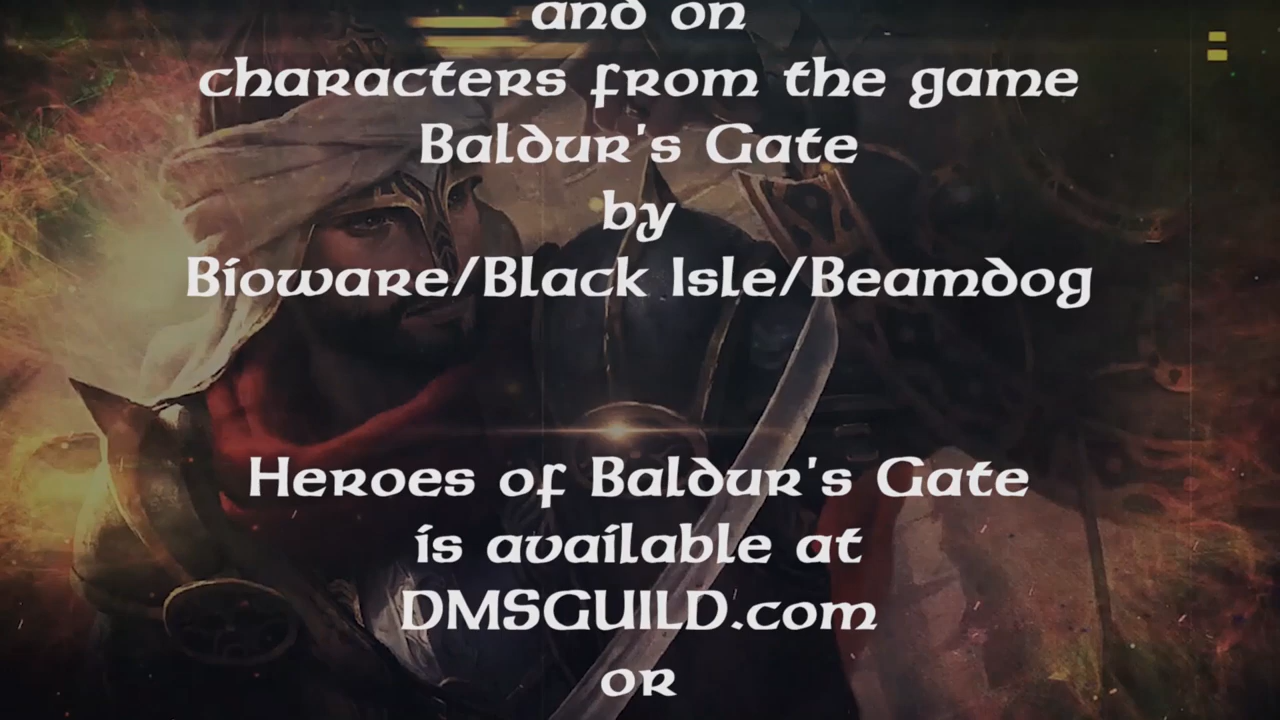 and on
characters from the game
Baldur's Gate
by
Bioware/Black Isle/Beamdog
Heroes of Baldur's Gate
is available at
DMSGUILD.com
or